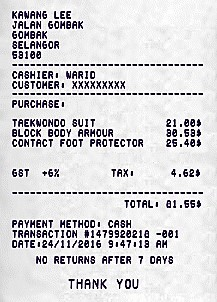 KAWANG LEE
JALAN GOMBAK
GOMBAK
SELANGOR
53100
CASHIER: WARID
CUSTOMER: XXXXXXXXX
PURCHASE:
TAEKWONDO SUIT 21.00$
BLOCK BODY ARMOUR 30.53$
CONTACT FOOT PROTECTOR 25.40$
GST +6% TAX: 4.62$
TOTAL: 81.55$
PAYMENT METHOD: CASH
TRANSACTION #1479920218 -001
DATE:24/11/2016 9:47:13 AM
NO RETURNS AFTER 7 DAYS
THANK YOU